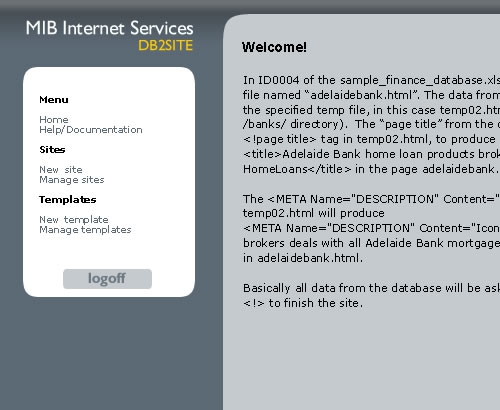 MIB Internet Services
DB2SITE
Menu
Home
Help/Documentation
Sites
New site
Manage sites
Templates
New template
Manage templates
logoff
Welcome!
In ID0004 of the sample_finance_database.xls
file named “adelaidebank.html”. The data from
the specified temp file, in this case temp02.htm
/banks/ directory). The “page title” from the
<!page title> tag in temp02.html, to produce
<title>Adelaide Bank home loan products brok
HomeLoans</title> in the page adelaidebank.
The <META Name="DESCRIPTION" Content="
temp02.html will produce
<META Name="DESCRIPTION" Content="Icon
brokers deals with all Adelaide Bank mortgage
in adelaidebank.html.
Basically all data from the database will be ask
<!> to finish the site.